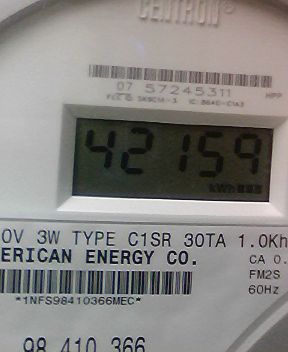 CENTRON®
07 57245311
HPP
42159
kWh
0V 3W TYPE C1SR 30TA 1.0Kh
ERICAN ENERGY CO.
CA 0.
FM2S
*1NFS98410366MEC*
60Hz
98 410 366